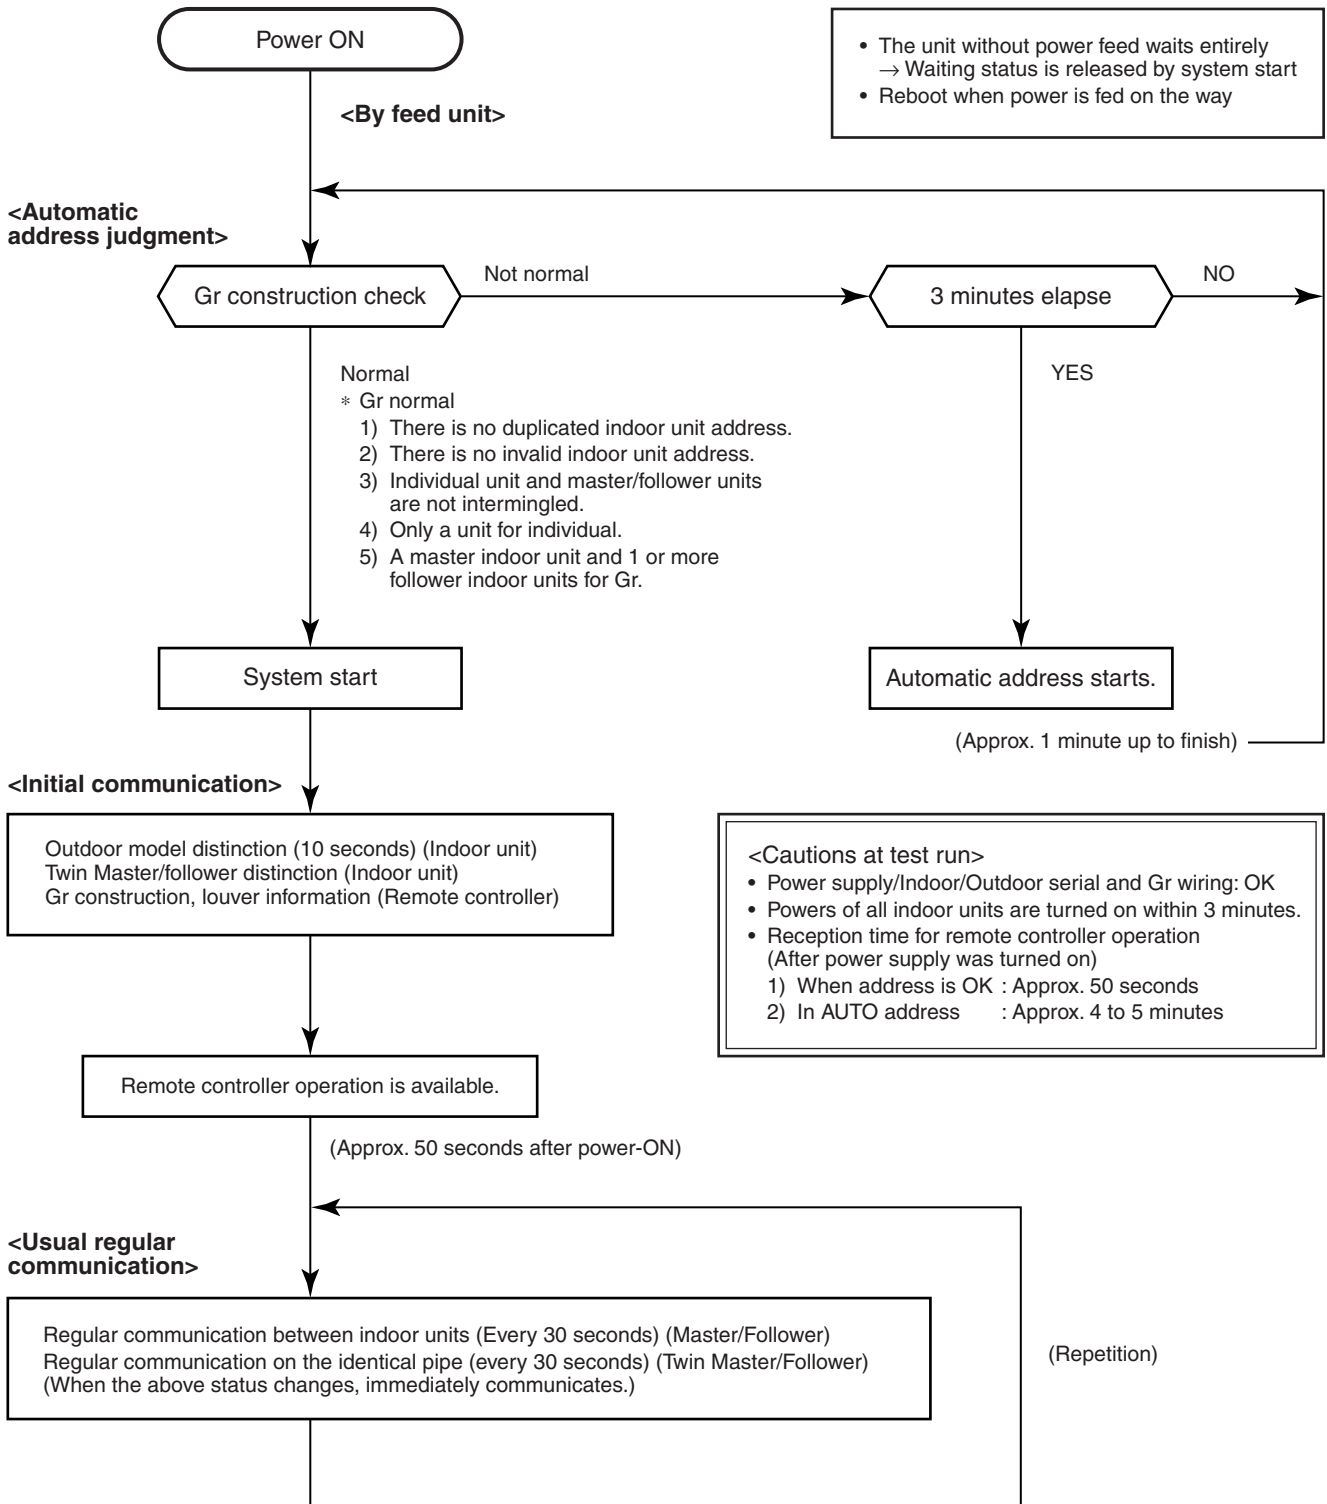 Power ON
• The unit without power feed waits entirely
→ Waiting status is released by system start
• Reboot when power is fed on the way
<By feed unit>
<Automatic
address judgment>
Gr construction check
Not normal
3 minutes elapse
NO
Normal
* Gr normal
1) There is no duplicated indoor unit address.
2) There is no invalid indoor unit address.
3) Individual unit and master/follower units
are not intermingled.
4) Only a unit for individual.
5) A master indoor unit and 1 or more
follower indoor units for Gr.
YES
System start
Automatic address starts.
(Approx. 1 minute up to finish)
<Initial communication>
Outdoor model distinction (10 seconds) (Indoor unit)
Twin Master/follower distinction (Indoor unit)
Gr construction, louver information (Remote controller)
<Cautions at test run>
• Power supply/Indoor/Outdoor serial and Gr wiring: OK
• Powers of all indoor units are turned on within 3 minutes.
• Reception time for remote controller operation
(After power supply was turned on)
1) When address is OK : Approx. 50 seconds
2) In AUTO address : Approx. 4 to 5 minutes
Remote controller operation is available.
(Approx. 50 seconds after power-ON)
<Usual regular
communication>
Regular communication between indoor units (Every 30 seconds) (Master/Follower)
Regular communication on the identical pipe (every 30 seconds) (Twin Master/Follower)
(When the above status changes, immediately communicates.)
(Repetition)